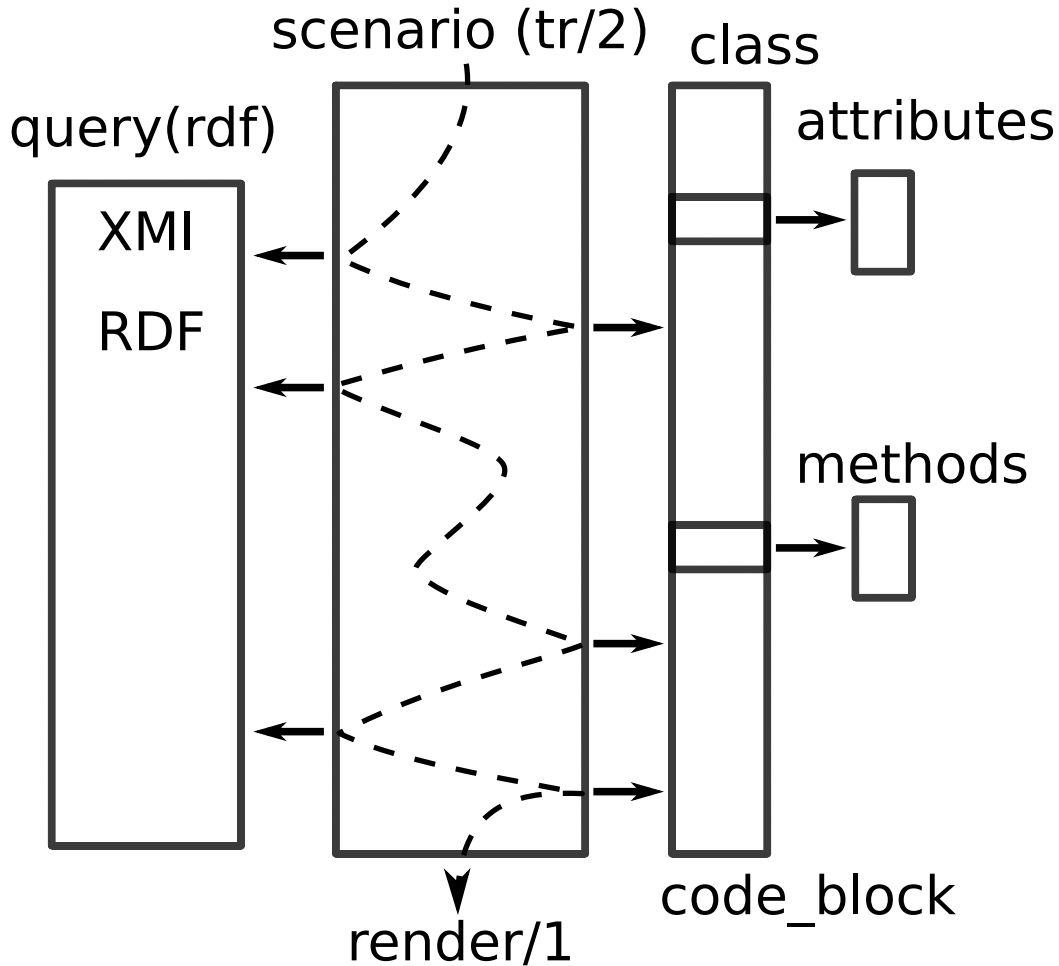 scenario (tr/2)
class
query(rdf)
attributes
XMI
RDF
methods
code_block
render/1